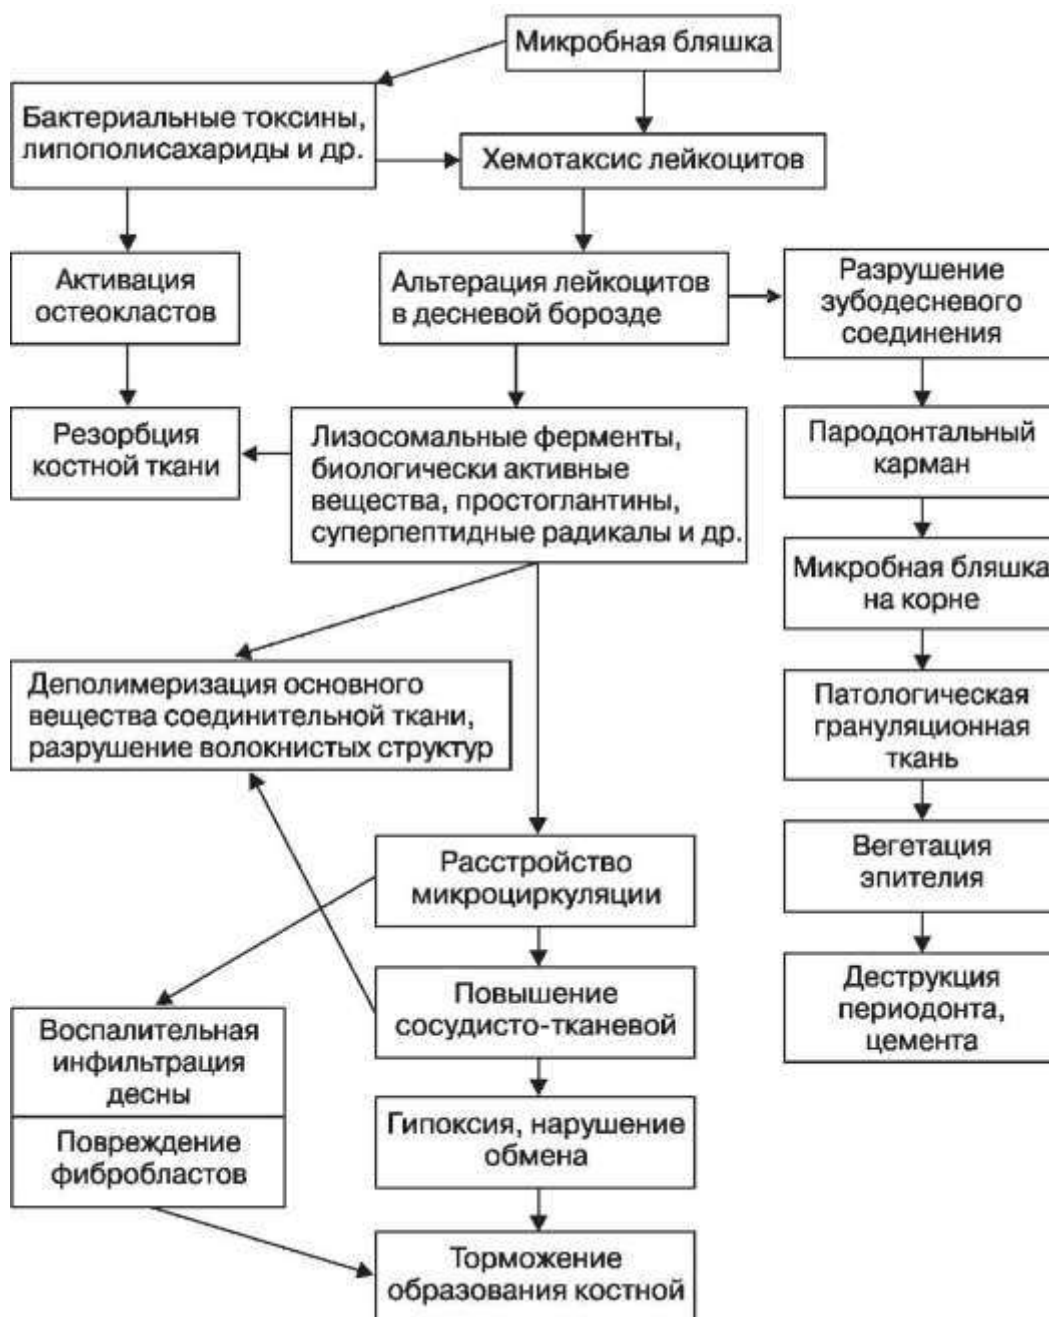 Микробная бляшка
Бактериальные токсины,
липополисахариды и др.
Хемотаксис лейкоцитов
Активация
остеокластов
Альтерация лейкоцитов
в десневой борозде
Разрушение
зубодесневого
соединения
Резорбция
костной ткани
Лизосомальные ферменты,
биологически активные
вещества, простоглантины,
суперпептидные радикалы и др.
Пародонтальный
карман
Микробная бляшка
на корне
Деполимеризация основного
вещества соединительной ткани,
разрушение волокнистых структур
Патологическая
грануляционная
ткань
Расстройство
микроциркуляции
Вегетация
эпителия
Повышение
сосудисто-тканевой
Деструкция
периодонта,
цемента
Воспалительная
инфильтрация
десны
Повреждение
фибробластов
Гипоксия, нарушение
обмена
Торможение
образования костной